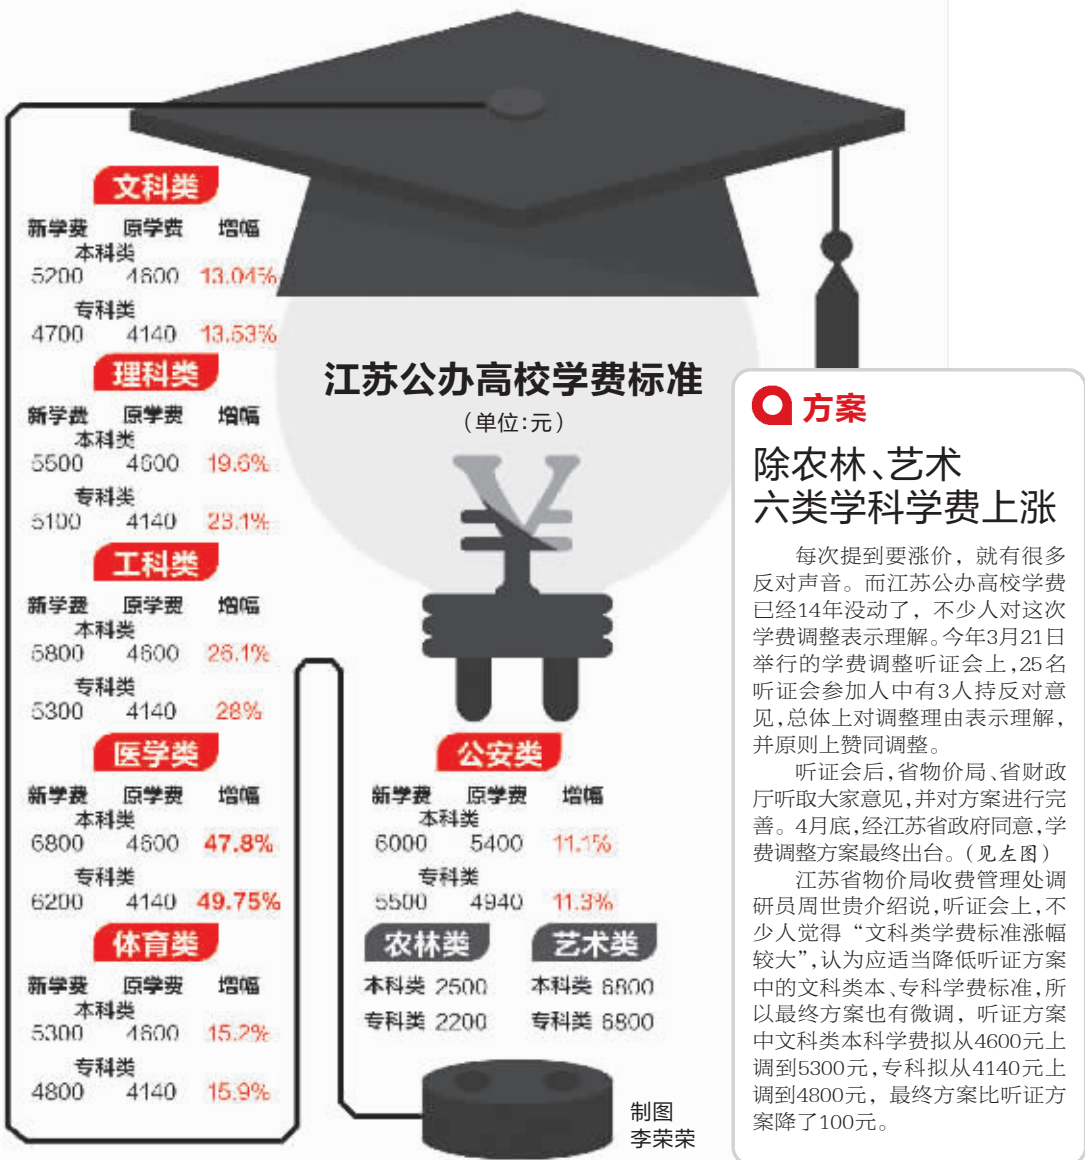 文科类
新学费 原学费 增幅
本科类
5200 4600 13.04%
专科类
4700 4140 13.53%
理科类
新学费 原学费 增幅
本科类
5500 4600 19.6%
专科类
5100 4140 23.1%
工科类
新学费 原学费 增幅
本科类
5800 4600 26.1%
专科类
5300 4140 28%
医学类
新学费 原学费 增幅
本科类
6800 4600 47.8%
专科类
6200 4140 49.75%
体育类
新学费 原学费 增幅
本科类
5300 4600 15.2%
专科类
4800 4140 15.9%
江苏公办高校学费标准
（单位:元）
¥
公安类
新学费 原学费 增幅
本科类
6000 5400 11.1%
专科类
5500 4940 11.3%
农林类
本科类 2500
专科类 2200
艺术类
本科类 6800
专科类 6800
制图
李荣荣
方案
除农林、艺术
六类学科学费上涨
每次提到要涨价，就有很多
反对声音。而江苏公办高校学费
已经14年没动了，不少人对这次
学费调整表示理解。今年3月21日
举行的学费调整听证会上,25名
听证会参加人中有3人持反对意
见,总体上对调整理由表示理解,
并原则上赞同调整。
听证会后,省物价局、省财政
厅听取大家意见,并对方案进行完
善。4月底,经江苏省政府同意,学
费调整方案最终出台。(见左图)
江苏省物价局收费管理处调
研员周世贵介绍说,听证会上,不
少人觉得“文科类学费标准涨幅
较大”,认为应适当降低听证方案
中的文科类本、专科学费标准,所
以最终方案也有微调，听证方案
中文科类本科学费拟从4600元上
调到5300元,专科拟从4140元上
调到4800元，最终方案比听证方
案降了100元。